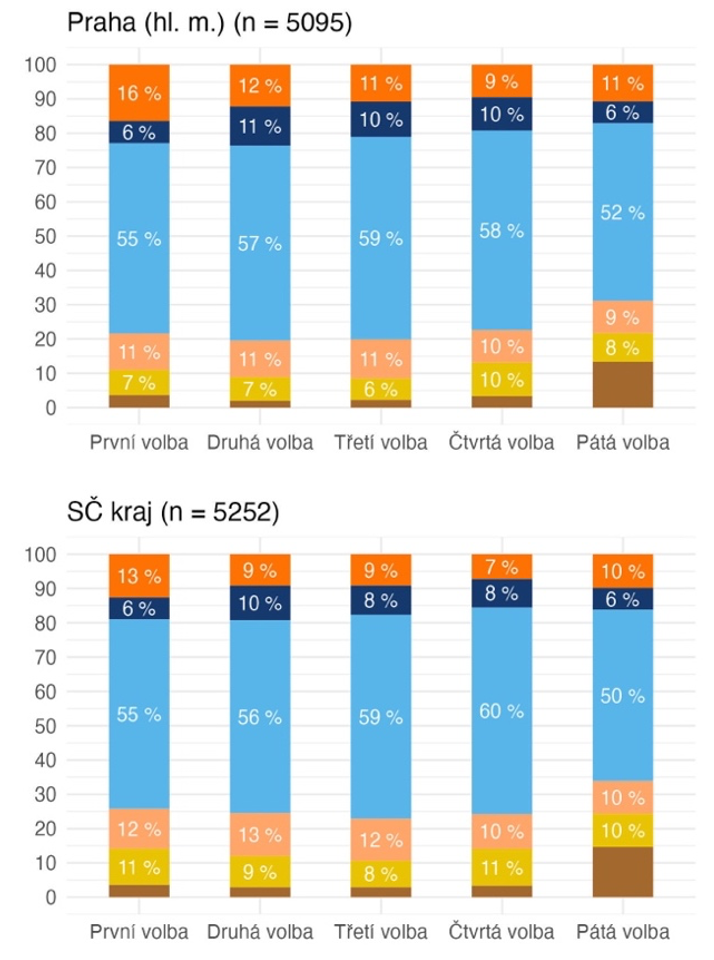 Praha (hl. m.) (n = 5095)
100
90
80
70
60
50
40
30
20
10
0
16 % 12 % 11 % 9 % 11 %
6 % 11 % 10 % 10 % 6 %
55 % 57 % 59 % 58 % 52 %
11 % 11 % 11 % 10 % 9 %
7 % 7 % 6 % 10 % 8 %
První volba Druhá volba Třetí volba Čtvrtá volba Pátá volba
SČ kraj (n = 5252)
100
90
80
70
60
50
40
30
20
10
0
13 % 9 % 9 % 7 % 10 %
6 % 10 % 8 % 8 % 6 %
55 % 56 % 59 % 60 % 50 %
12 % 13 % 12 % 10 % 10 %
11 % 9 % 8 % 11 % 10 %
První volba Druhá volba Třetí volba Čtvrtá volba Pátá volba